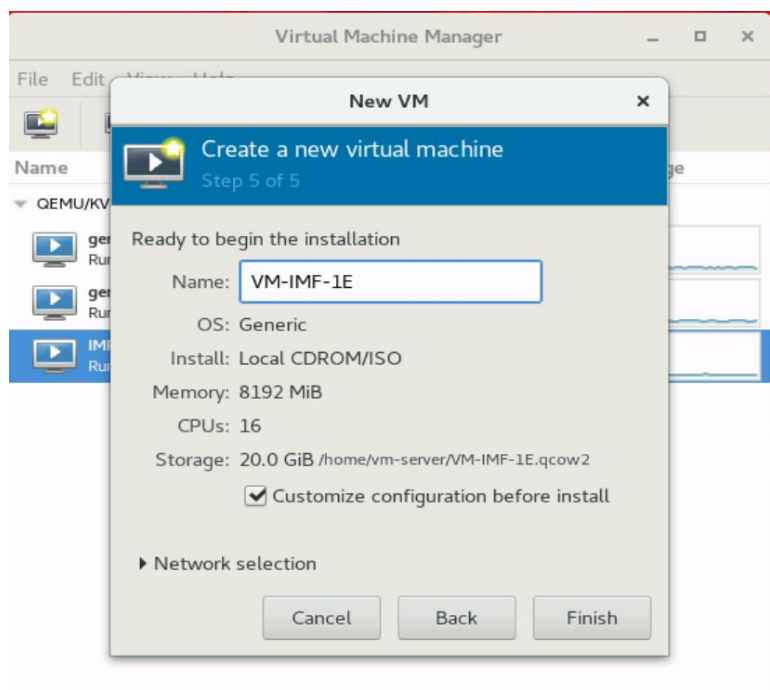 Virtual Machine Manager
File Edit
New VM
Create a new virtual machine
Step 5 of 5
Name
QEMU/KV
Ready to begin the installation
Name: VM-IMF-1E
OS: Generic
Install: Local CDROM/ISO
Memory: 8192 MiB
CPUs: 16
Storage: 20.0 GiB /home/vm-server/VM-IMF-1E.qcow2
Customize configuration before install
Network selection
Cancel Back Finish